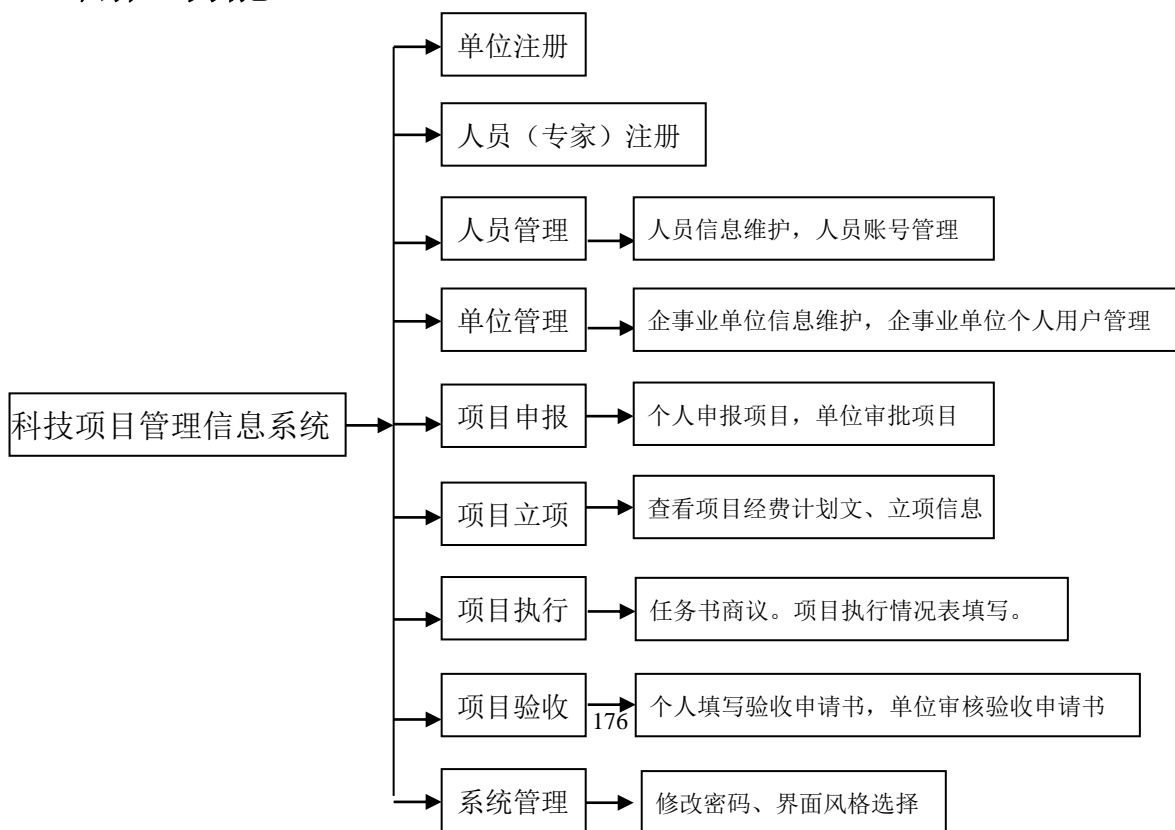 单位注册
人员（专家）注册
人员管理
人员信息维护，人员账号管理
单位管理
企事业单位信息维护，企事业单位个人用户管理
科技项目管理信息系统
项目申报
个人申报项目，单位审批项目
项目立项
查看项目经费计划文、立项信息
项目执行
任务书商议。项目执行情况表填写。
项目验收
176
个人填写验收申请书，单位审核验收申请书
系统管理
修改密码、界面风格选择